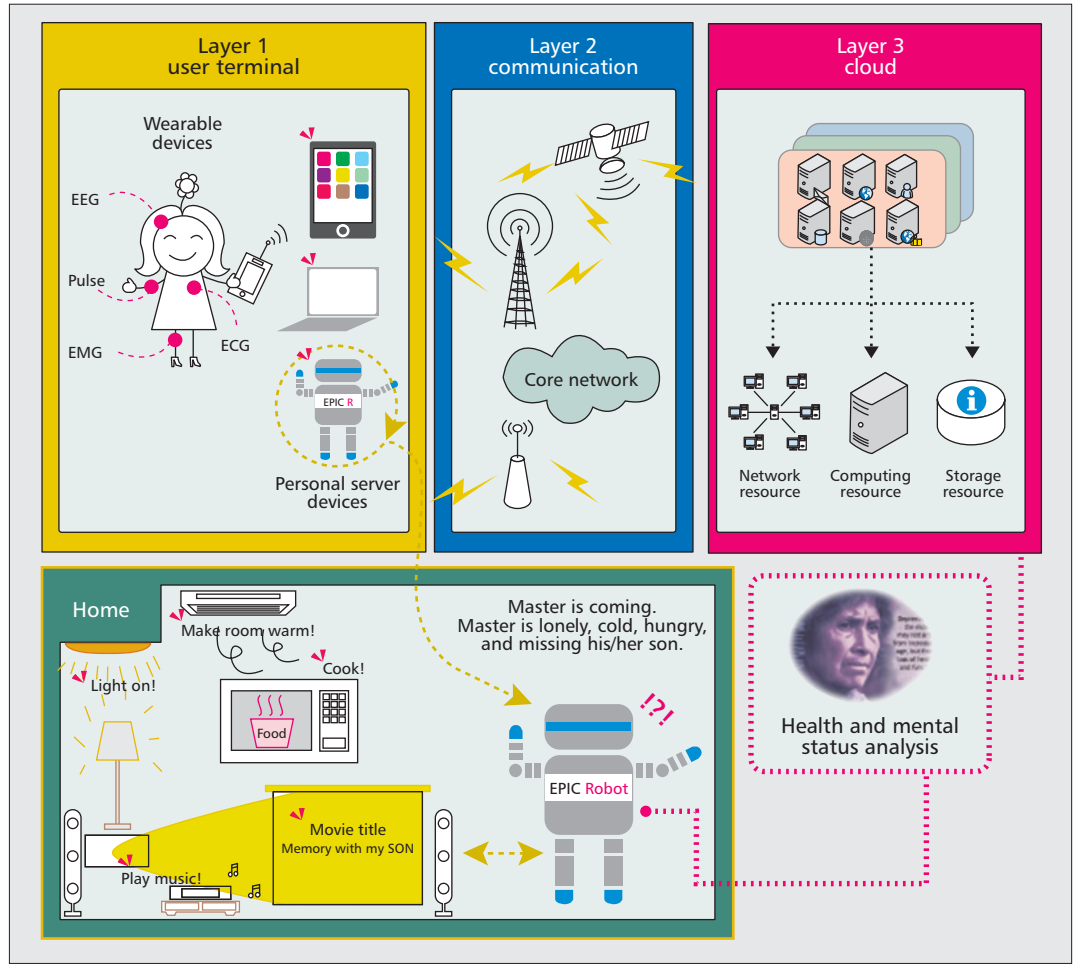 Layer 1
user terminal
Wearable
devices
EEG
Pulse
EMG
ECG
EPIC R
Personal server
devices
Layer 2
communication
Core network
Layer 3
cloud
Network
resource
Computing
resource
Storage
resource
Home
Make room warm!
Cook!
Light on!
Food
Movie title
Memory with my SON
Play music!
Master is coming.
Master is lonely, cold, hungry,
and missing his/her son.
!?!
EPIC Robot
Health and mental
status analysis